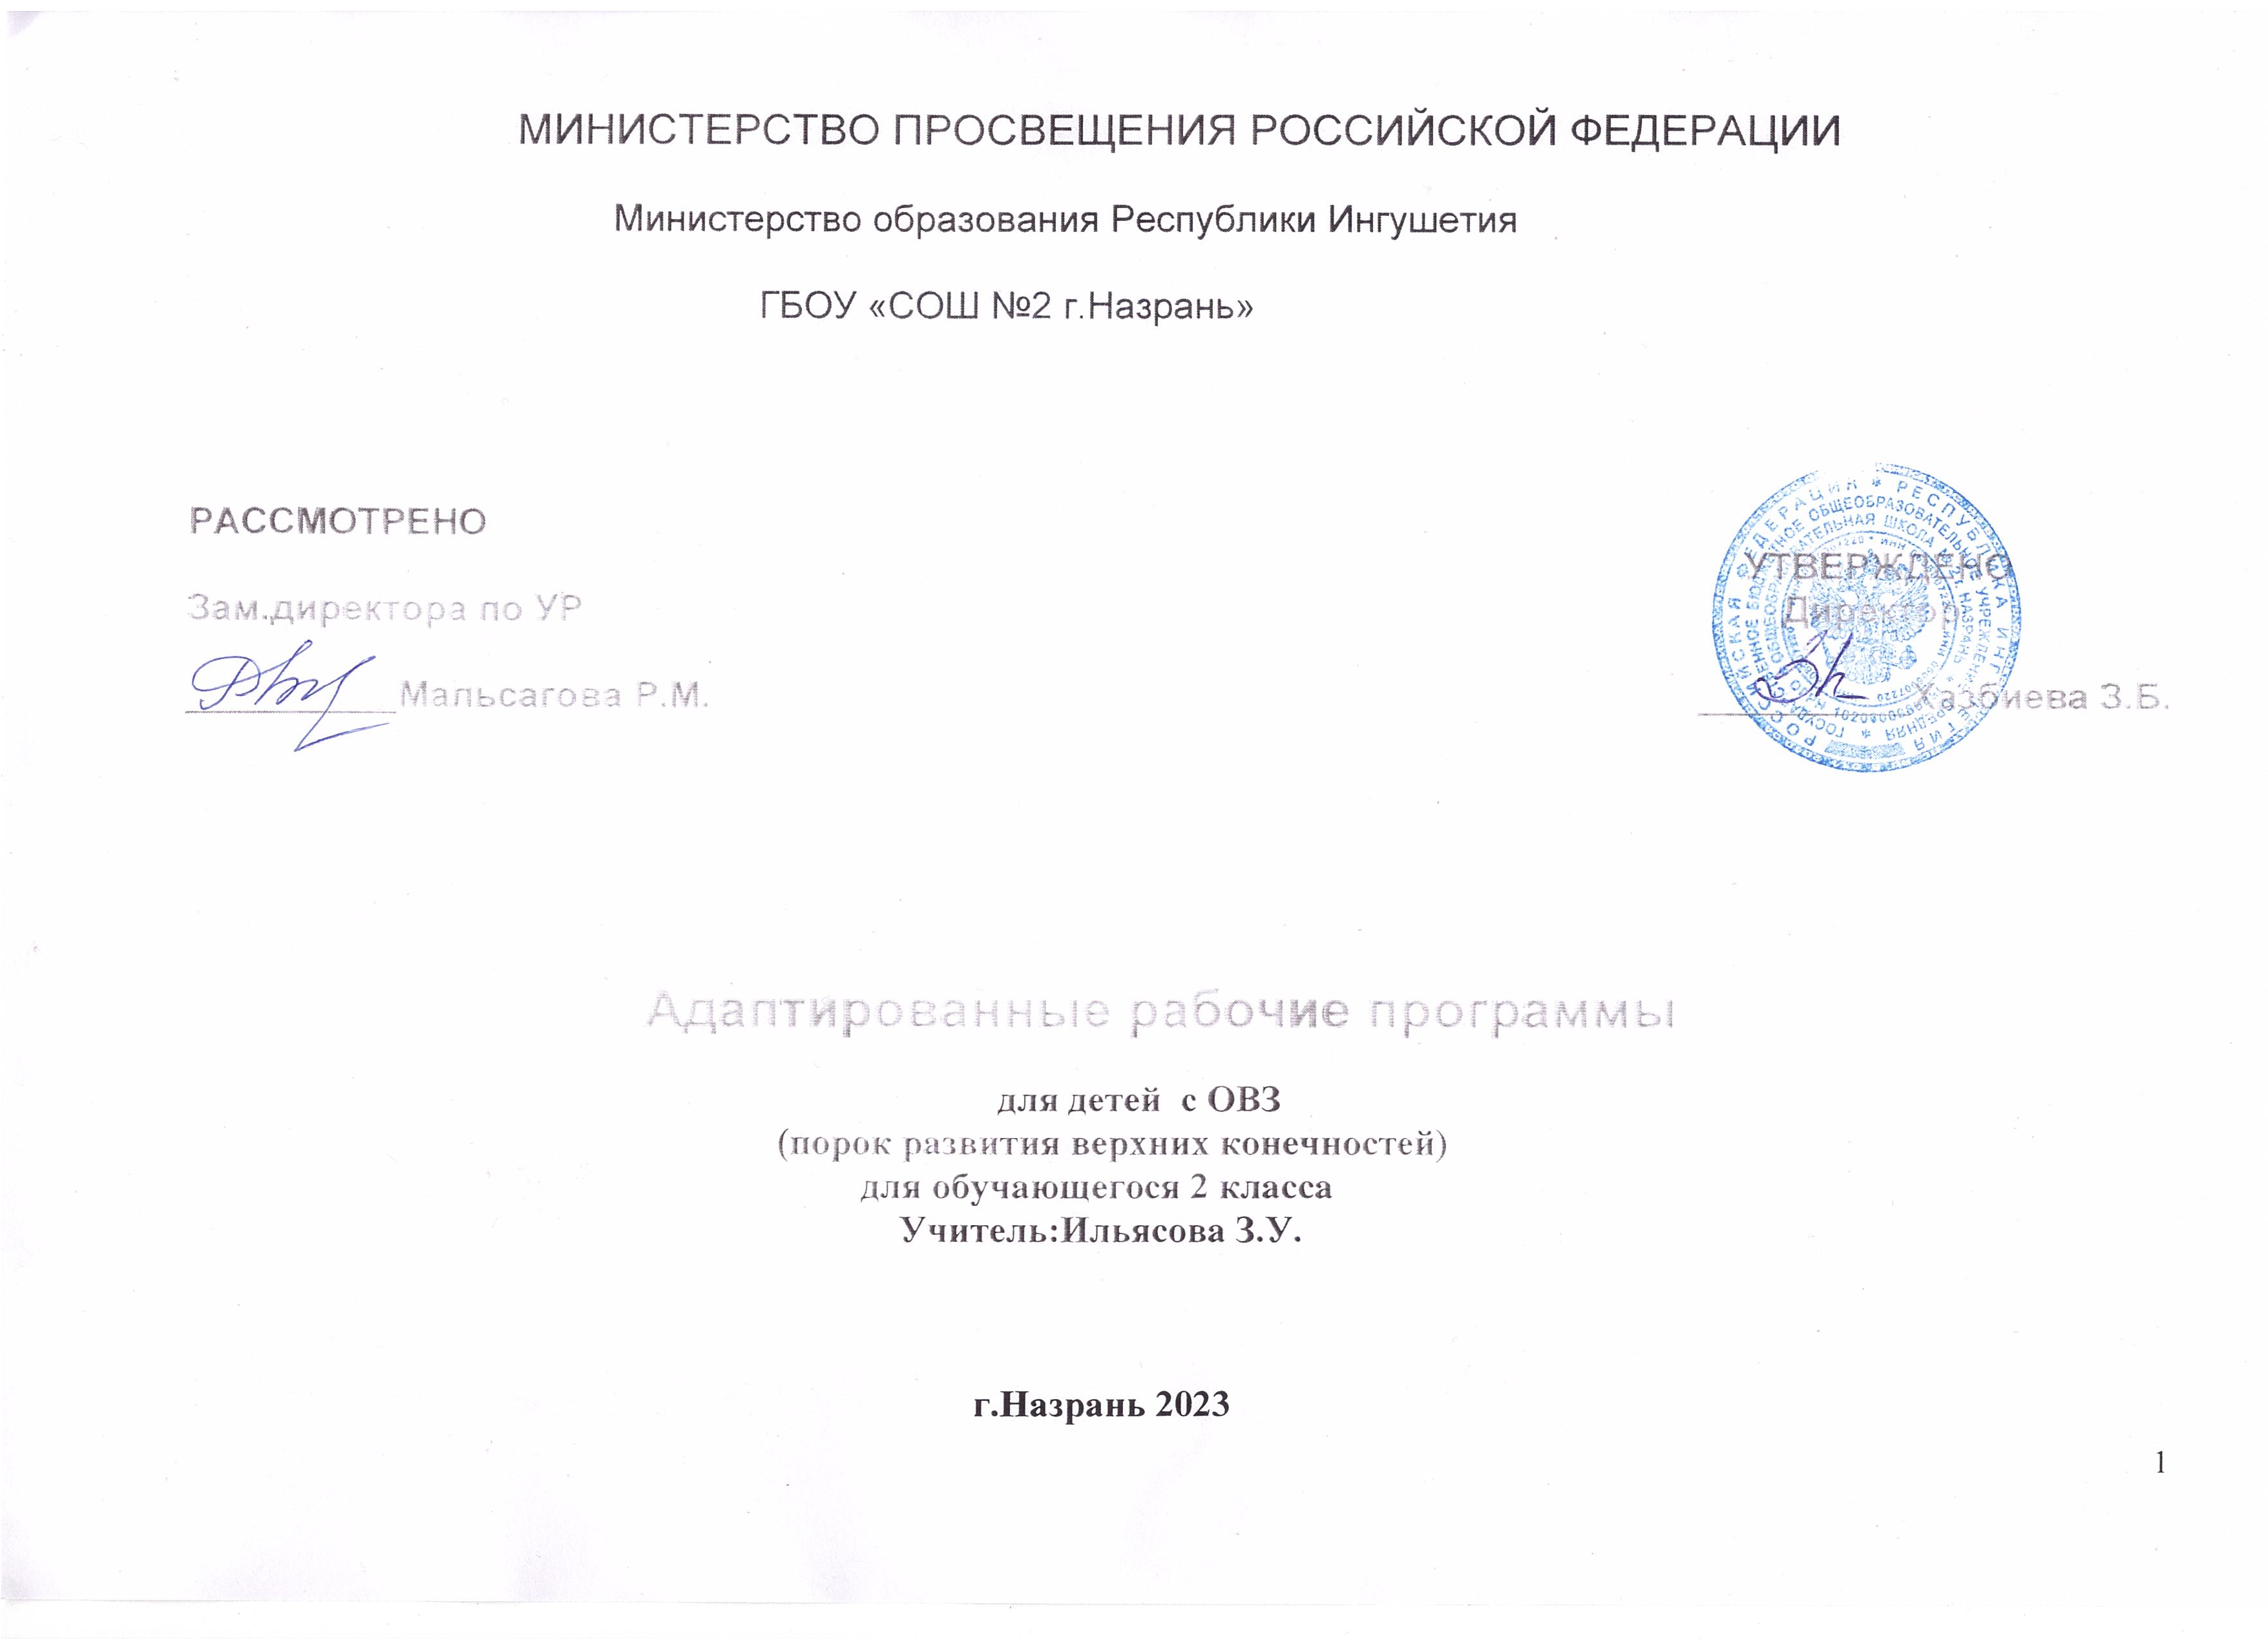 МИНИСТЕРСТВО ПРОСВЕЩЕНИЯ РОССИЙСКОЙ ФЕДЕРАЦИИ
Министерство образования Республики Ингушетия
ГБОУ «СОШ №2 г.Назрань»
РАССМОТРЕНО
Зам.директора по УР
Мальсагова Р.М.
УТВЕРЖДЕНО
Директор
Хазбиева З.Б.
Адаптированные рабочие программы
для детей с ОВЗ
(порок развития верхних конечностей)
для обучающегося 2 класса
Учитель:Ильясова З.У.
г.Назрань 2023
1